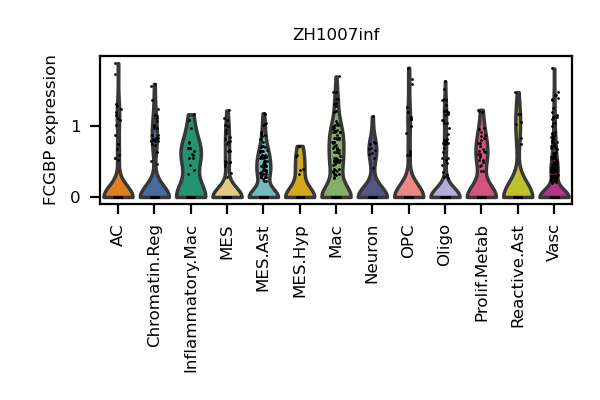 ZH1007inf
FCGBP expression
1
0
AC
Chromatin.Reg
Inflammatory.Mac
MES
MES.Ast
MES.Hyp
Mac
Neuron
OPC
Oligo
Prolif.Metab
Reactive.Ast
Vasc